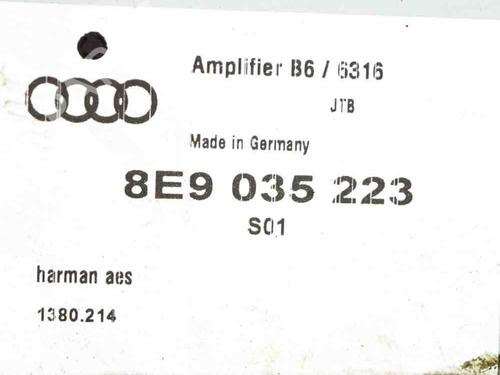 Amplifier B6 / 6316
JTB
Made in Germany
8E9 035 223
S01
harman aes
1380.214